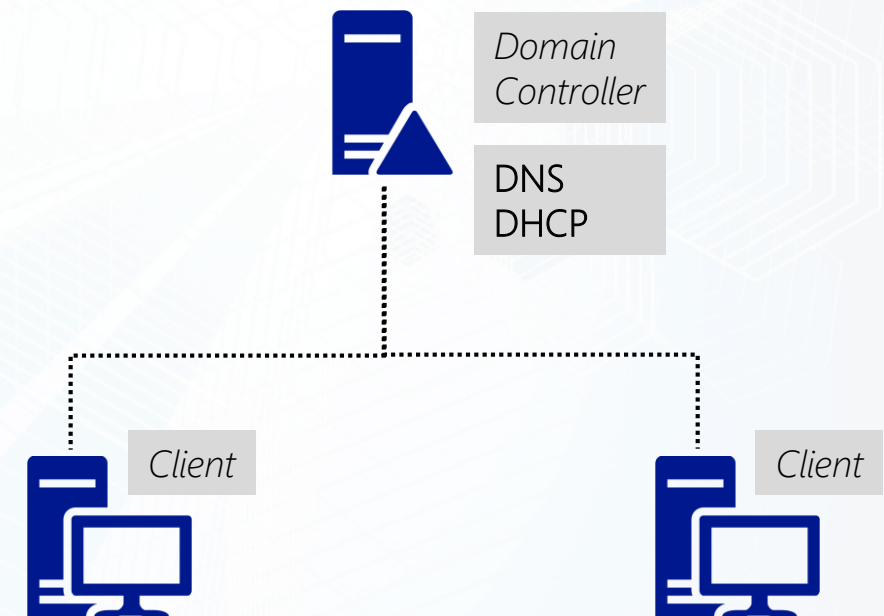 Domain
Controller
DNS
DHCP
Client
Client